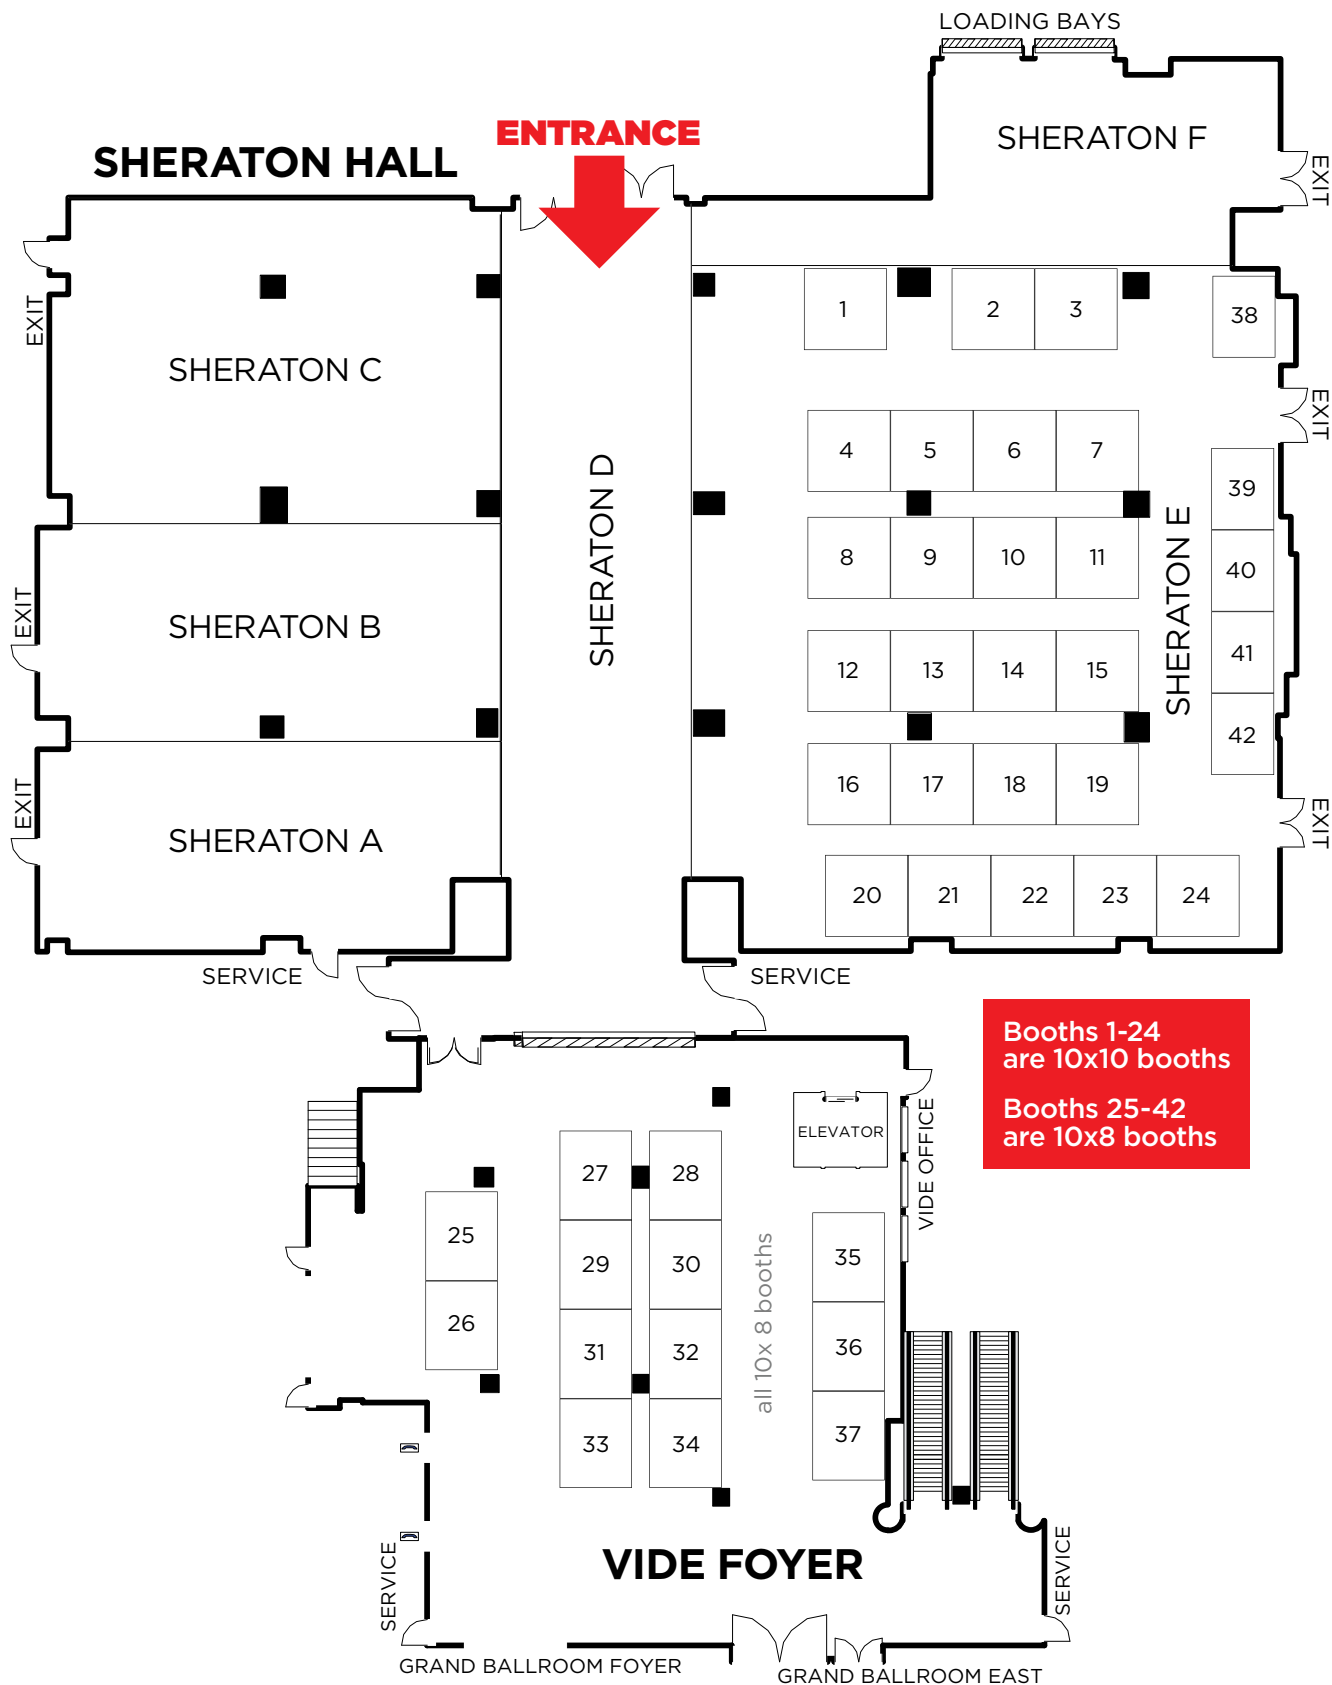 LOADING BAYS
SHERATON F
ENTRANCE
SHERATON HALL
EXIT
1
2
3
38
EXIT
SHERATON C
EXIT
4
5
6
7
SHERATON D
39
8
9
10
11
SHERATON E
40
EXIT
SHERATON B
12
13
14
15
41
42
16
17
18
19
EXIT
SHERATON A
EXIT
20
21
22
23
24
SERVICE
SERVICE
Booths 1-24
are 10x10 booths
Booths 25-42
are 10x8 booths
ELEVATOR
VIDE OFFICE
27
28
25
29
30
35
26
31
32
36
all 10x 8 booths
33
34
37
VIDE FOYER
SERVICE
SERVICE
GRAND BALLROOM FOYER
GRAND BALLROOM EAST